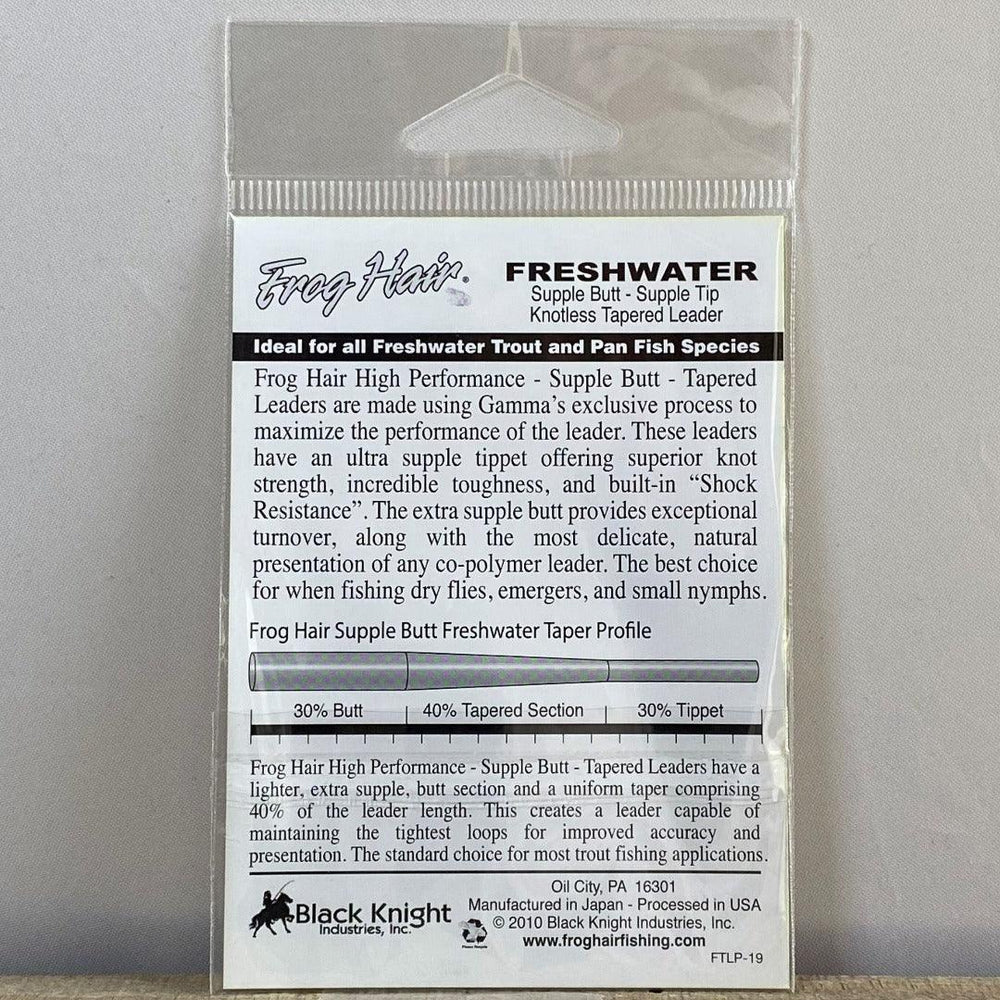 Frog Hair®
FRESHWATER
Supple Butt - Supple Tip
Knotless Tapered Leader
Ideal for all Freshwater Trout and Pan Fish Species
Frog Hair High Performance - Supple Butt - Tapered
Leaders are made using Gamma's exclusive process to
maximize the performance of the leader. These leaders
have an ultra supple tippet offering superior knot
strength, incredible toughness, and built-in “Shock
Resistance”. The extra supple butt provides exceptional
turnover, along with the most delicate, natural
presentation of any co-polymer leader. The best choice
for when fishing dry flies, emergers, and small nymphs.
Frog Hair Supple Butt Freshwater Taper Profile
30% Butt
40% Tapered Section
30% Tippet
Frog Hair High Performance - Supple Butt - Tapered Leaders have a
lighter, extra supple, butt section and a uniform taper comprising
40% of the leader length. This creates a leader capable of
maintaining the tightest loops for improved accuracy and
presentation. The standard choice for most trout fishing applications.
Black Knight
Industries, Inc.
Please Recycle
Oil City, PA 16301
Manufactured in Japan - Processed in USA
© 2010 Black Knight Industries, Inc.
www.froghairfishing.com
FTLP-19